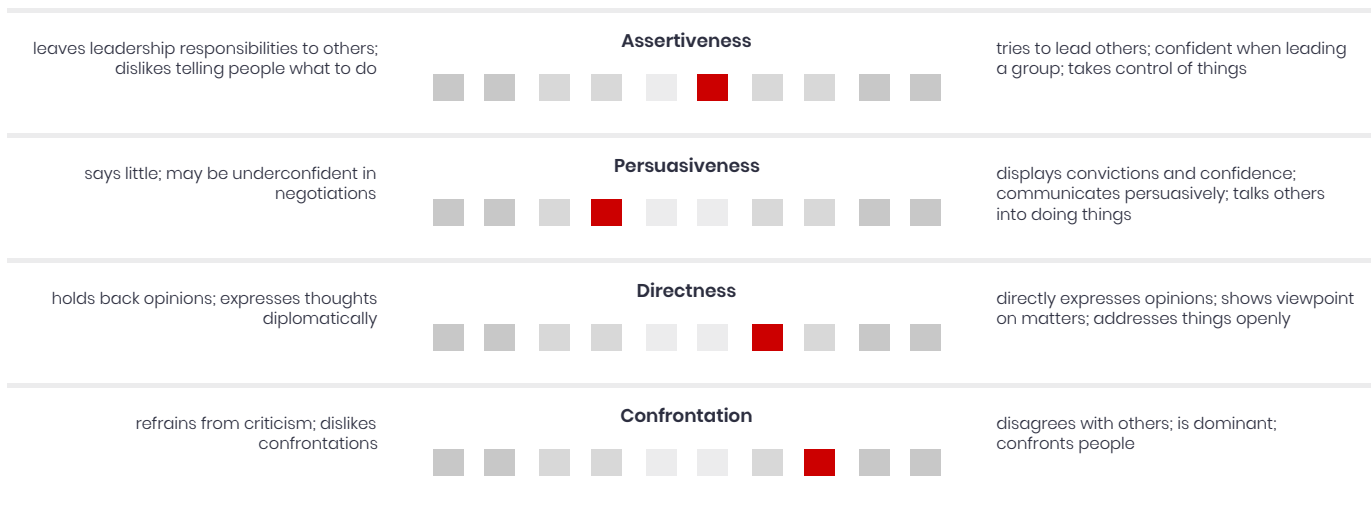 Assertiveness
leaves leadership responsibilities to others;
dislikes telling people what to do
tries to lead others; confident when leading
a group; takes control of things
Persuasiveness
says little; may be underconfident in
negotiations
displays convictions and confidence;
communicates persuasively; talks others
into doing things
Directness
holds back opinions; expresses thoughts
diplomatically
directly expresses opinions; shows viewpoint
on matters; addresses things openly
Confrontation
refrains from criticism; dislikes
confrontations
disagrees with others; is dominant;
confronts people